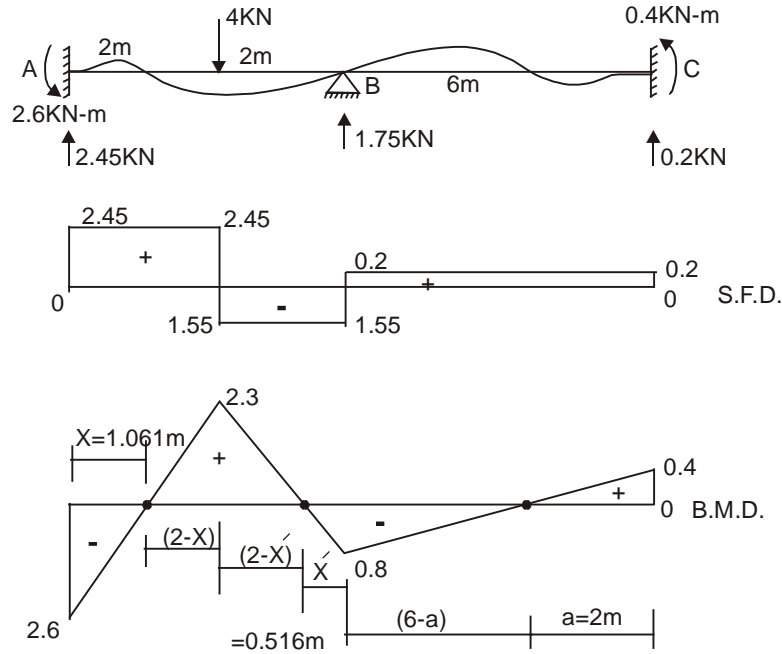 4KN
0.4KN-m
2m
2m
A
B
6m
C
2.6KN-m
2.45KN
1.75KN
0.2KN
2.45
2.45
+
0.2
+
0.2
0
0
S.F.D.
-
1.55
1.55
2.3
X=1.061m
+
0.4
+
0
B.M.D.
-
-
(2-X)
(2-X´)
X´
0.8
2.6
=0.516m
(6-a)
a=2m